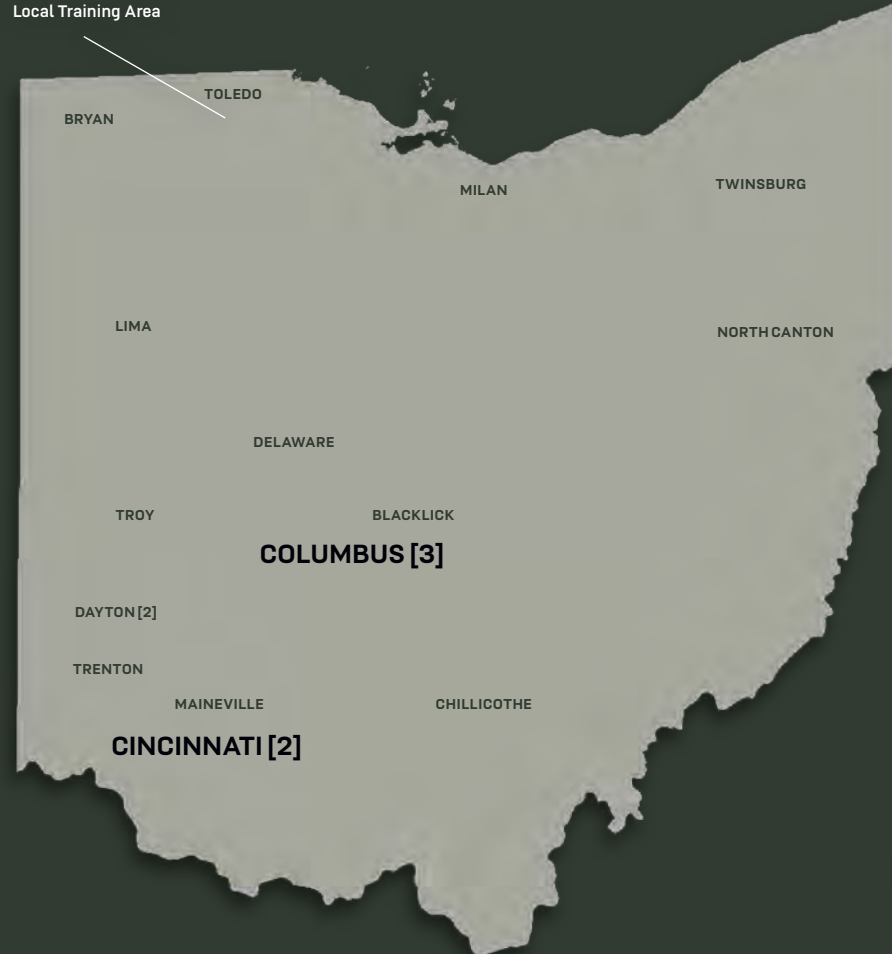 Local Training Area
TOLEDO
BRYAN
MILAN
TWINSBURG
LIMA
NORTH CANTON
DELAWARE
TROY
BLACKLICK
COLUMBUS [3]
DAYTON [2]
TRENTON
MAINEVILLE
CHILLICOTHE
CINCINNATI [2]